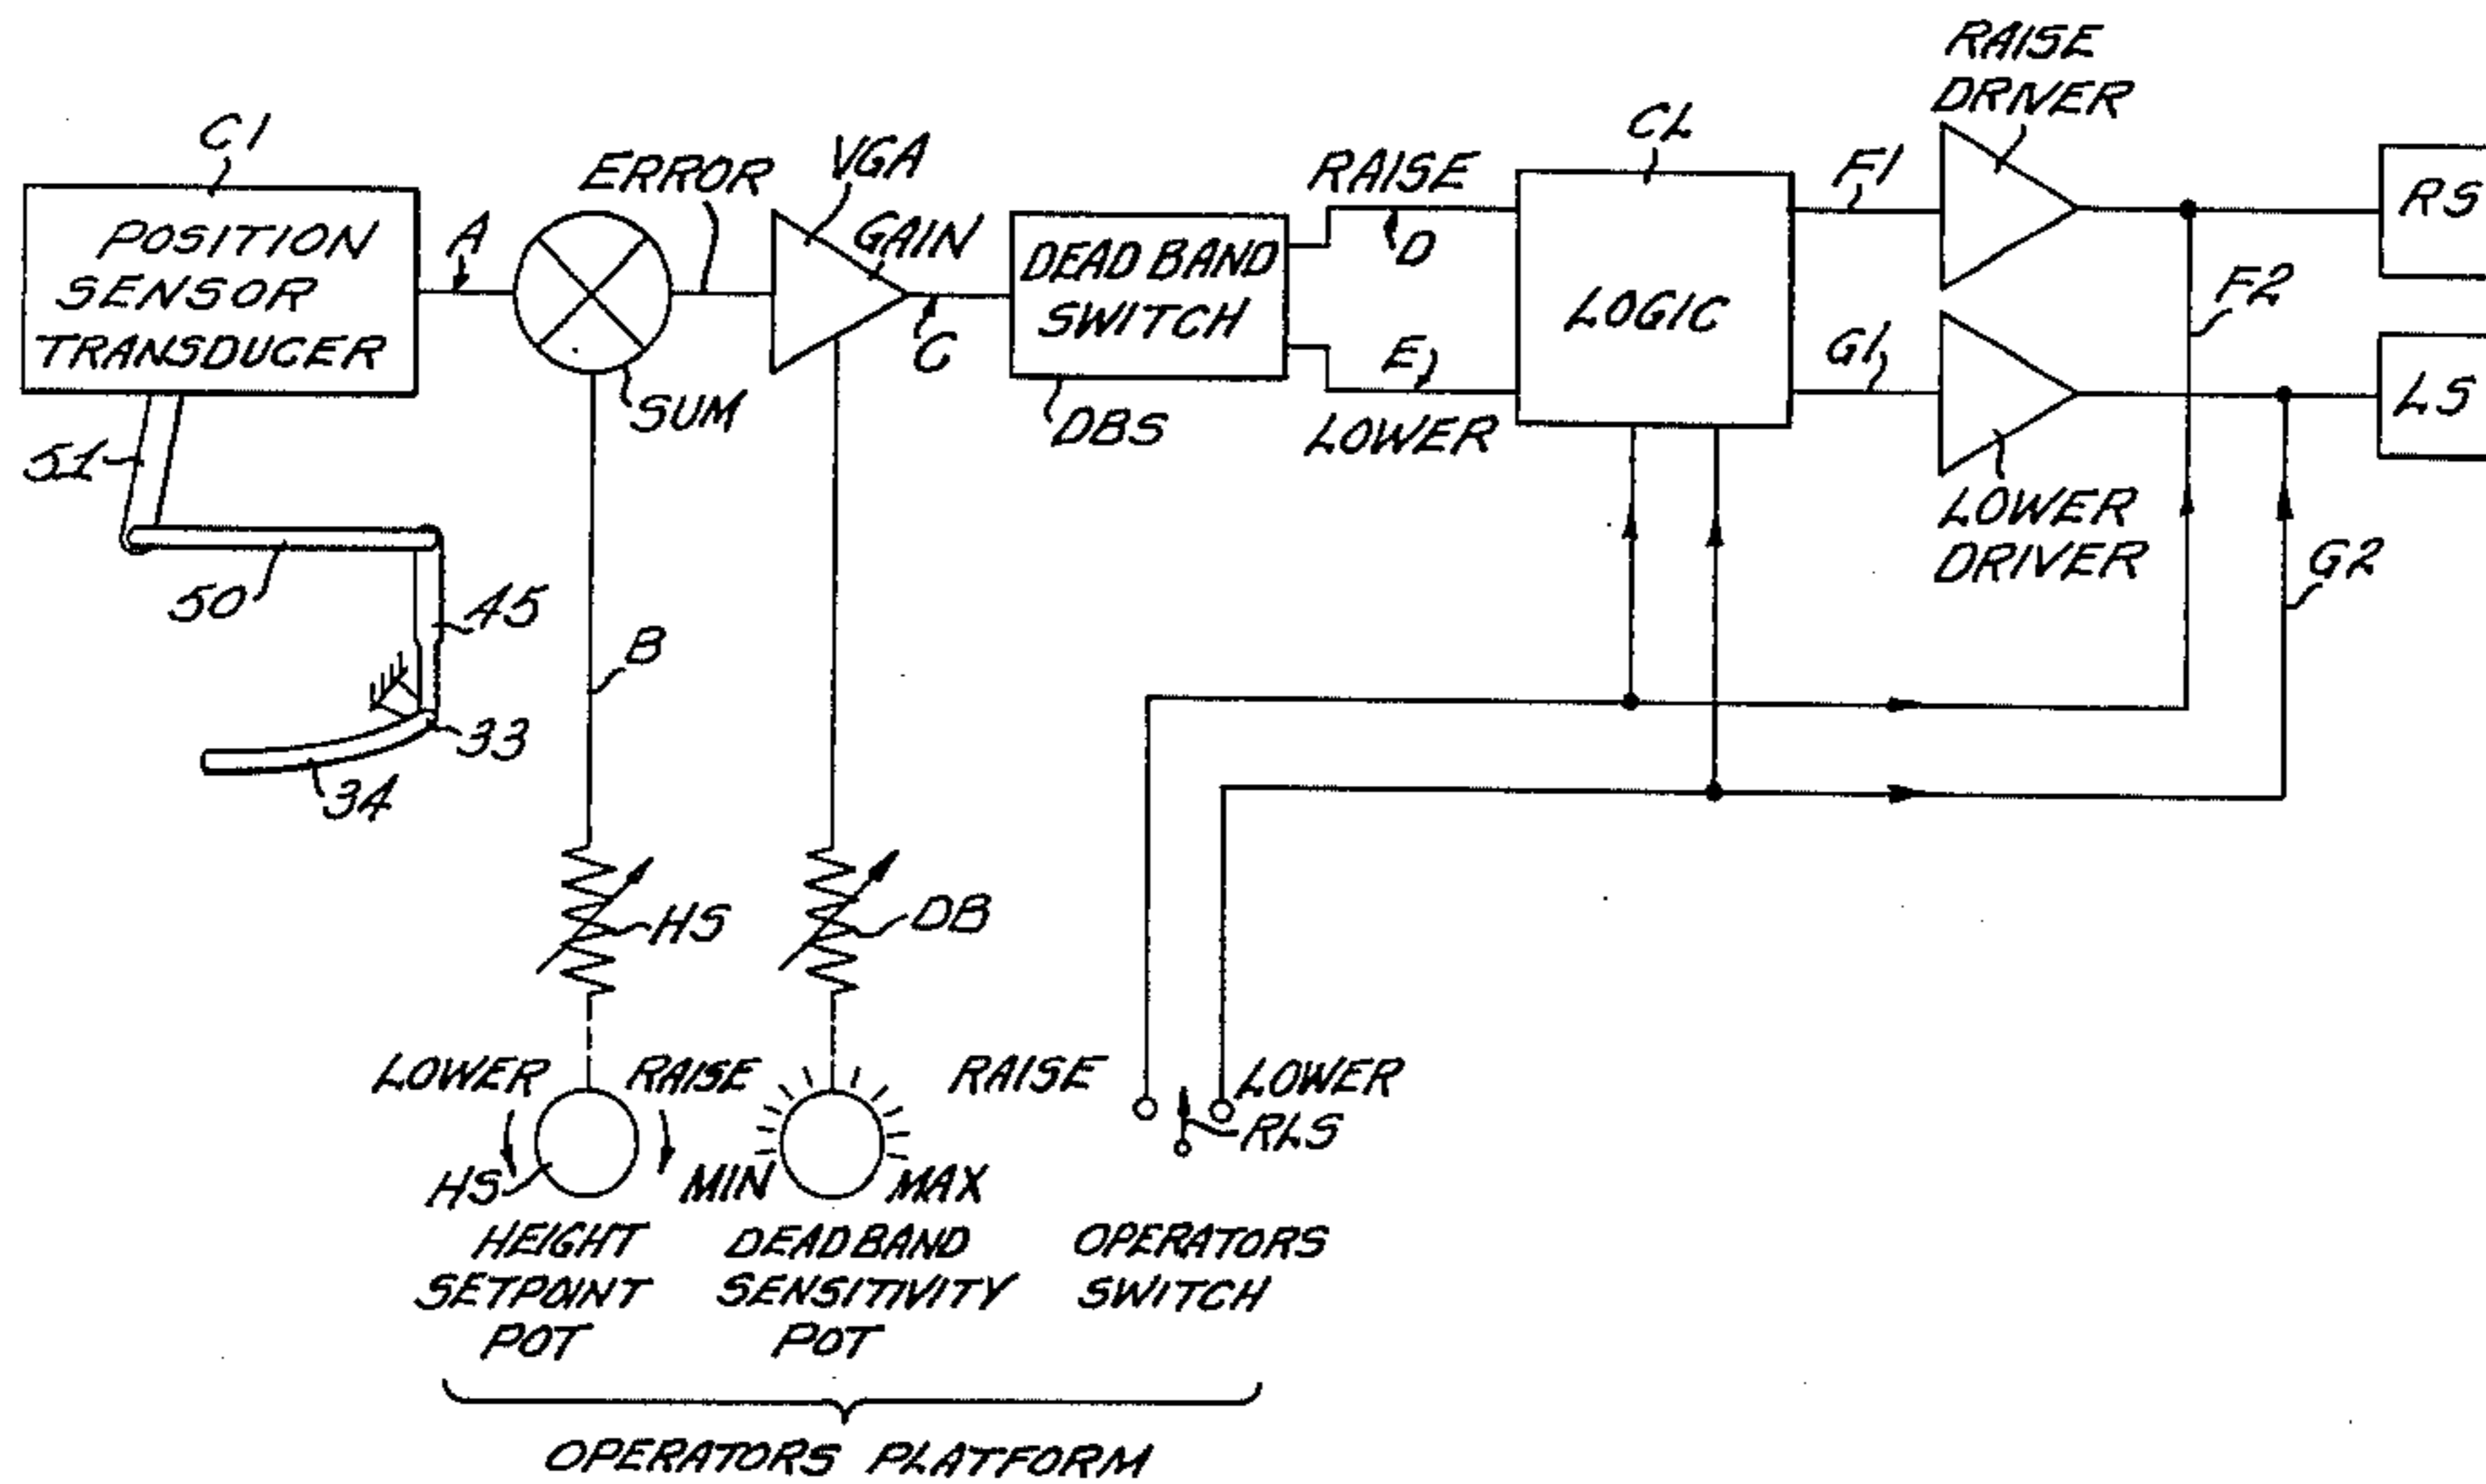 RAISE
DRIVER
C1
POSITION
SENSOR
TRANSDUCER
A
ERROR
SUM
VGA
GAIN
C
DEAD BAND
SWITCH
DBS
RAISE
D
E
LOWER
CL
LOGIC
F1
G1
RS
LS
F2
LOWER
DRIVER
G2
51
50
45
33
34
B
HS
DB
LOWER
RAISE
HS
MIN
MAX
RAISE
LOWER
RLS
HEIGHT
SETPOINT
POT
DEADBAND
SENSITIVITY
POT
OPERATORS
SWITCH
OPERATORS PLATFORM